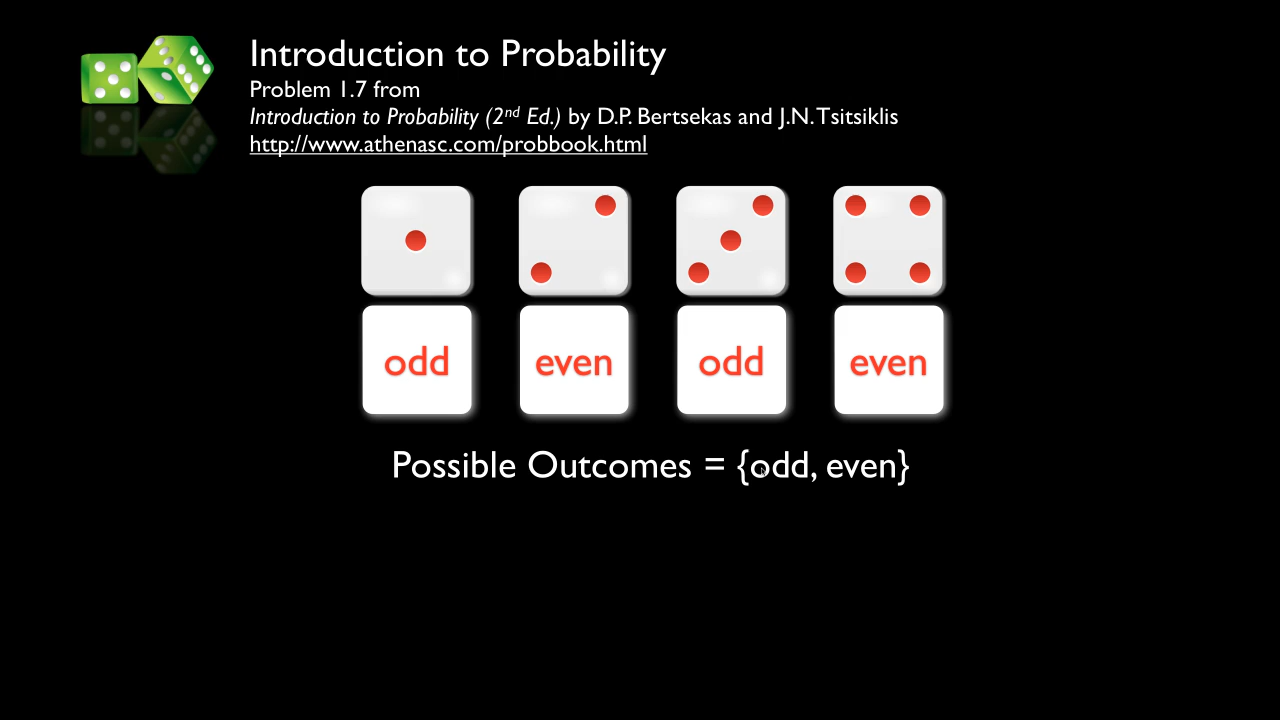 Introduction to Probability
Problem 1.7 from
Introduction to Probability (2nd Ed.) by D.P. Bertsekas and J.N. Tsitsiklis
http://www.athenasc.com/probbook.html
odd even odd even
Possible Outcomes = {odd, even}